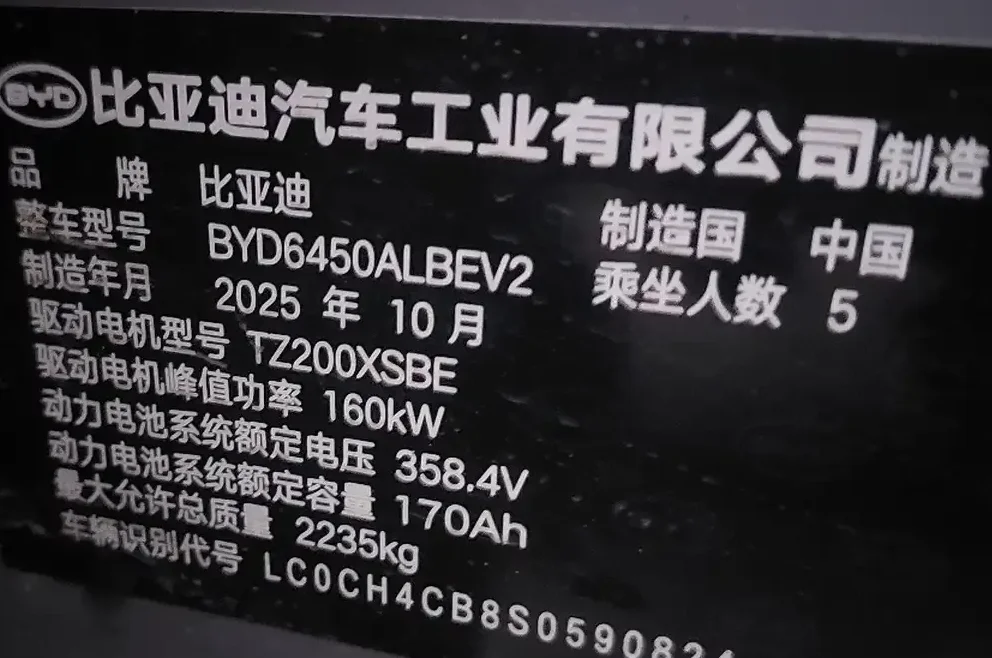 BYD 比亚迪汽车工业有限公司制造
品牌 比亚迪 制造国 中国
整车型号 BYD6450ALBEV2 乘坐人数 5
制造年月 2025 年 10 月
驱动电机型号 TZ200XSBE
驱动电机峰值功率 160kW
动力电池系统额定电压 358.4V
动力电池系统额定容量 170Ah
最大允许总质量 2235kg
车辆识别代号 LC0CH4CB8S059082